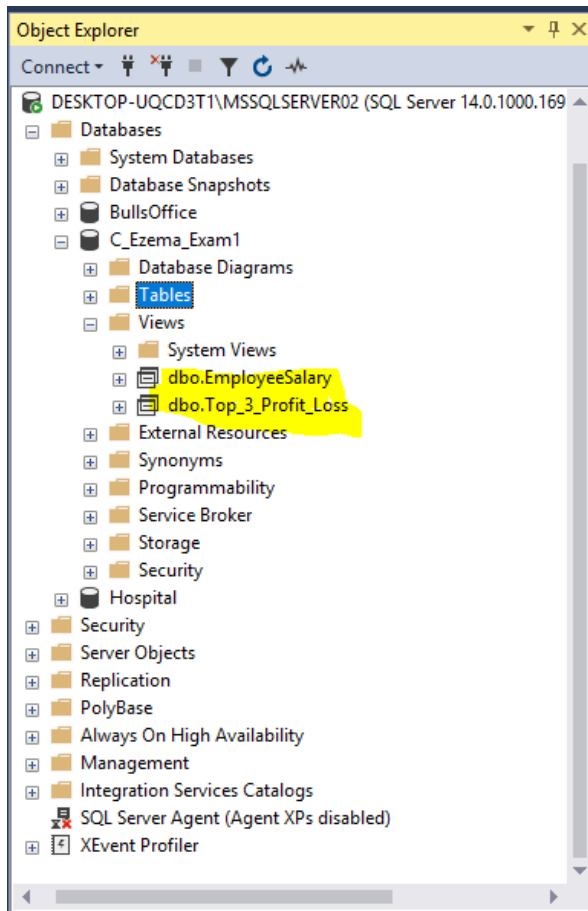 Object Explorer
Connect
DESKTOP-UQCD3T1\MSSQLSERVER02 (SQL Server 14.0.1000.169
Databases
System Databases
Database Snapshots
BullsOffice
C_Ezema_Exam1
Database Diagrams
Tables
Views
System Views
dbo.EmployeeSalary
dbo.Top_3_Profit_Loss
External Resources
Synonyms
Programmability
Service Broker
Storage
Security
Hospital
Security
Server Objects
Replication
PolyBase
Always On High Availability
Management
Integration Services Catalogs
SQL Server Agent (Agent XPs disabled)
XEvent Profiler